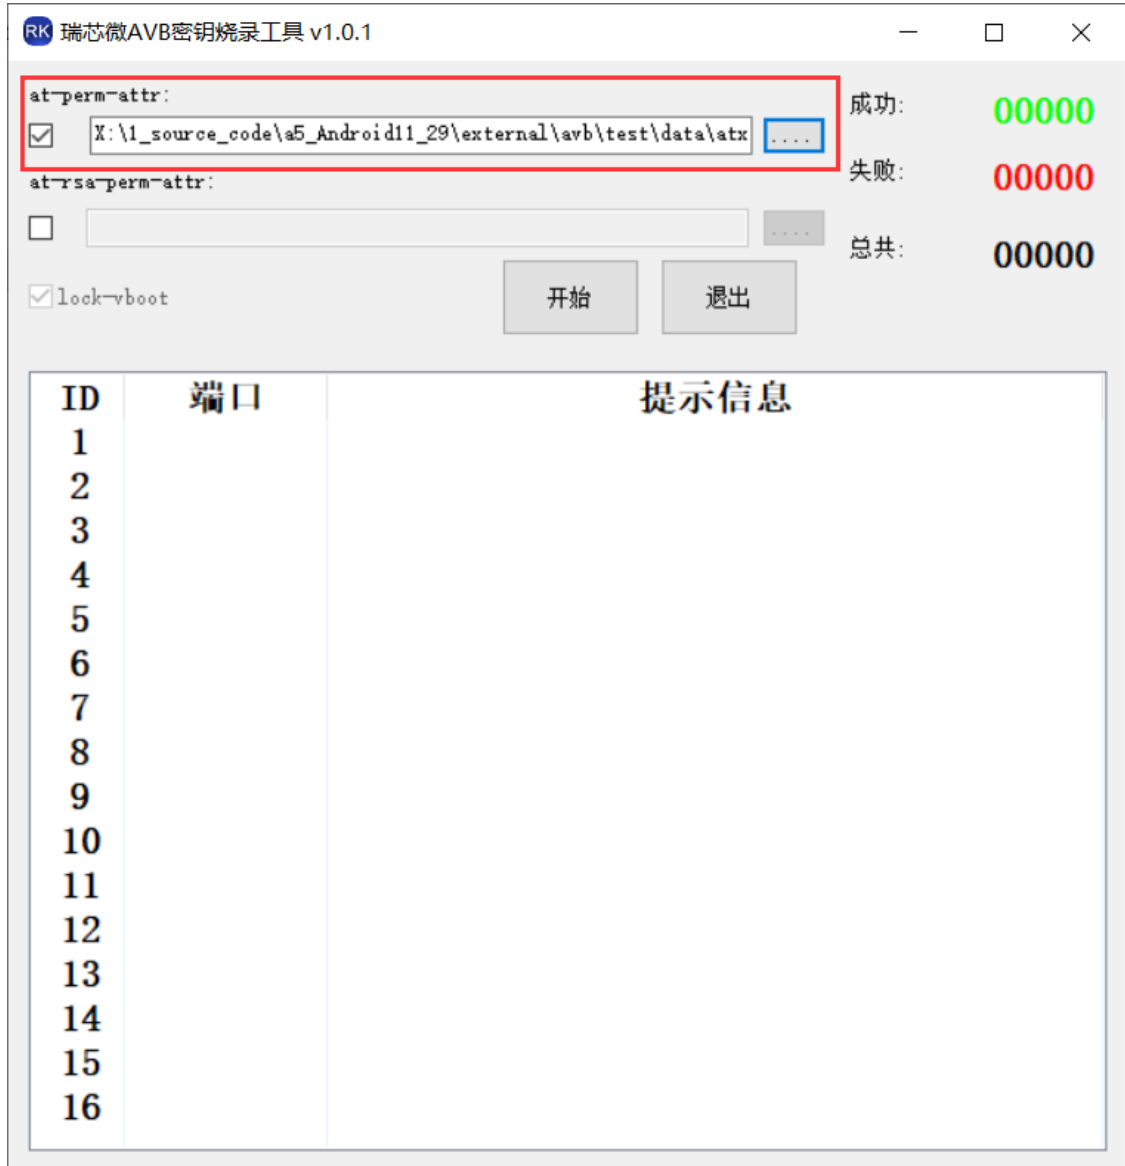 RK 瑞芯微AVB密钥烧录工具 v1.0.1
at-perm-attr:
X:\1_source_code\a5_Android11_29\external\avb\test\data\atx
....
at-rsa-perm-attr:
....
lock-vboot
开始
退出
成功: 00000
失败: 00000
总共: 00000
ID 端口 提示信息
1
2
3
4
5
6
7
8
9
10
11
12
13
14
15
16